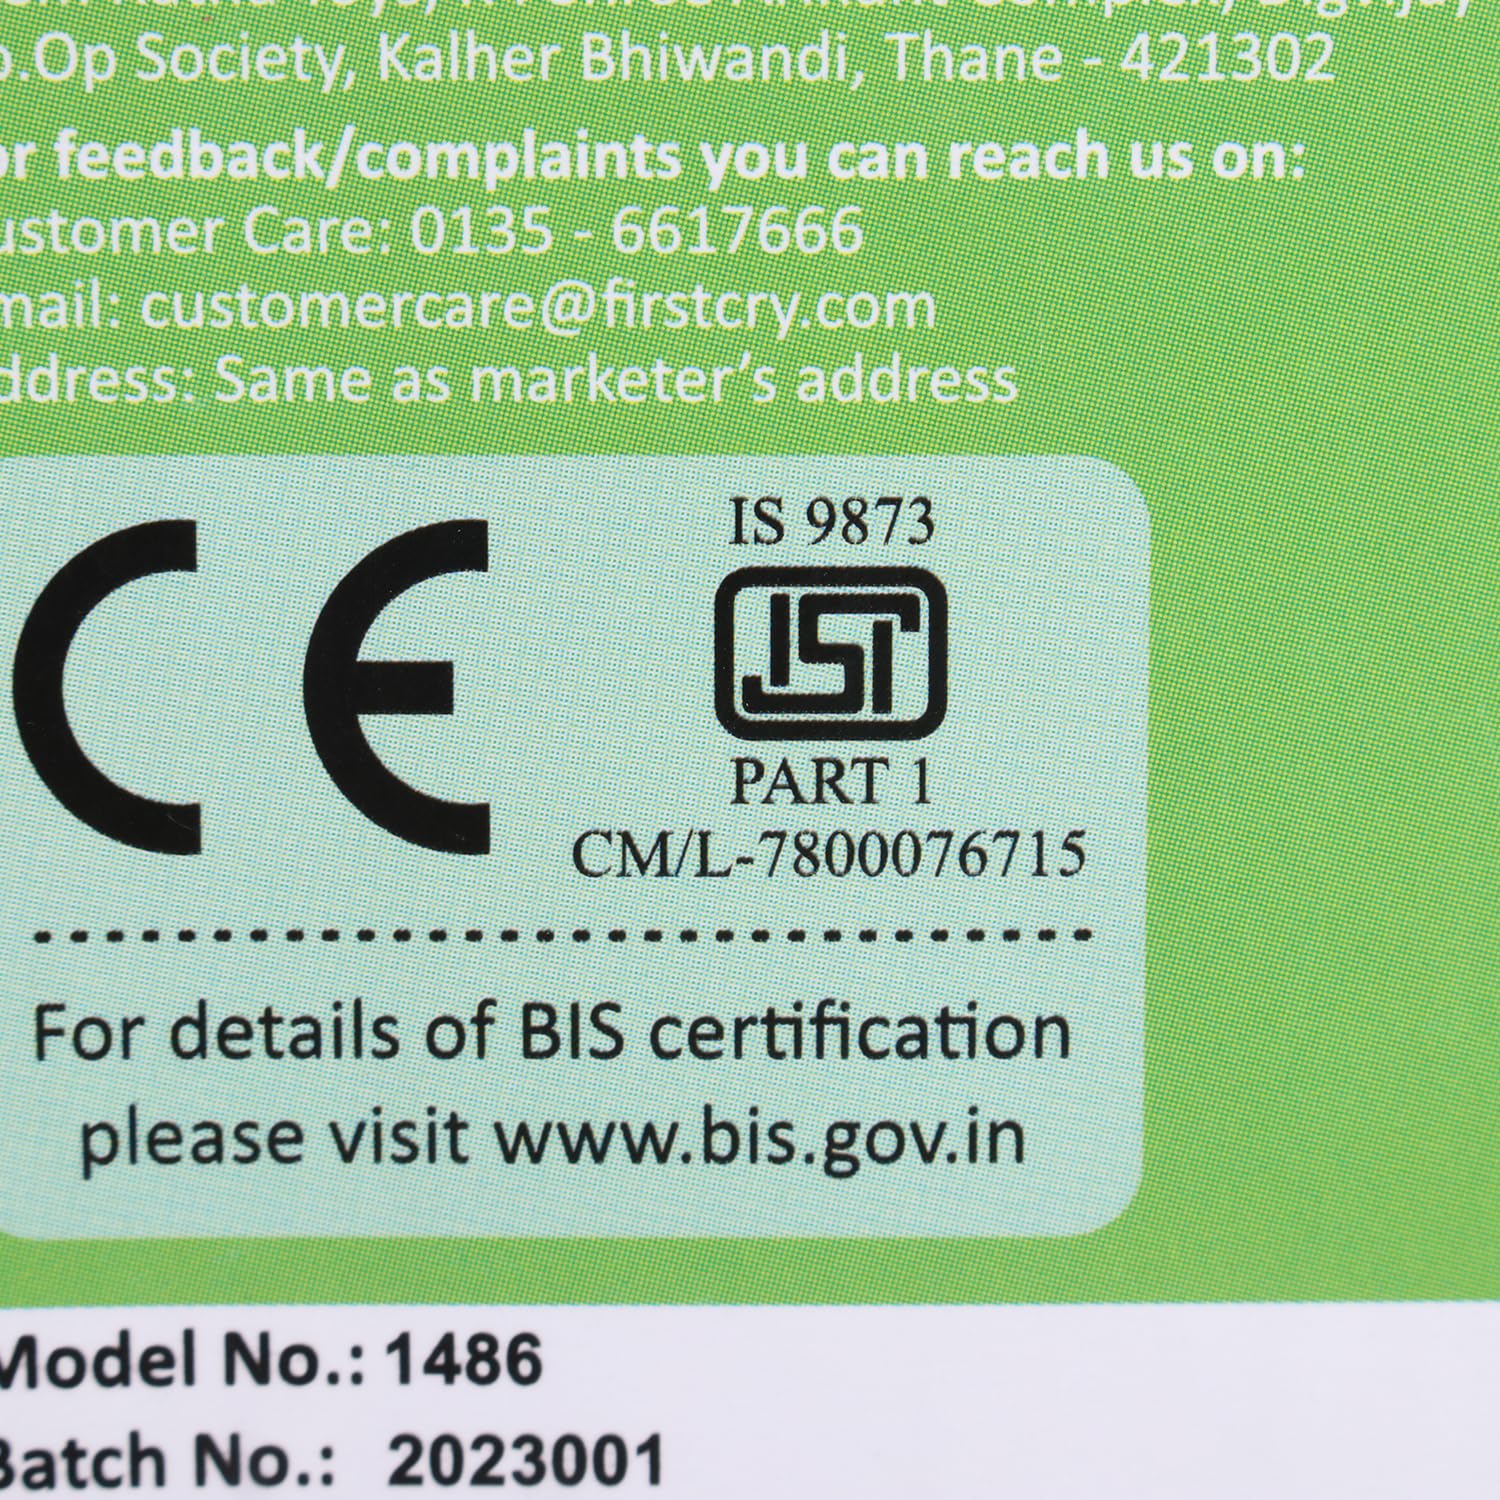 .Op Society, Kalher Bhiwandi, Thane - 421302
r feedback/complaints you can reach us on:
ustomer Care: 0135 - 6617666
mail: customercare@firstcry.com
ddress: Same as marketer's address
CE
IS 9873
ISI
PART 1
CM/L-7800076715
For details of BIS certification
please visit www.bis.gov.in
Model No.: 1486
Batch No.: 2023001